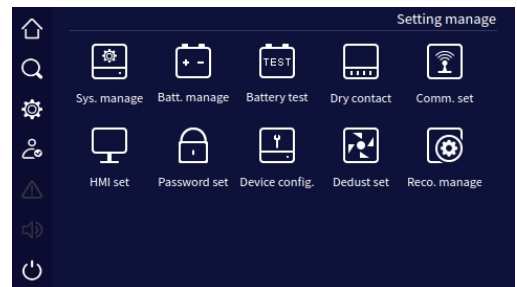 Setting manage
TEST
Sys. manage Batt. manage Battery test Dry contact Comm. set
HMI set Password set Device config. Dedust set Reco. manage